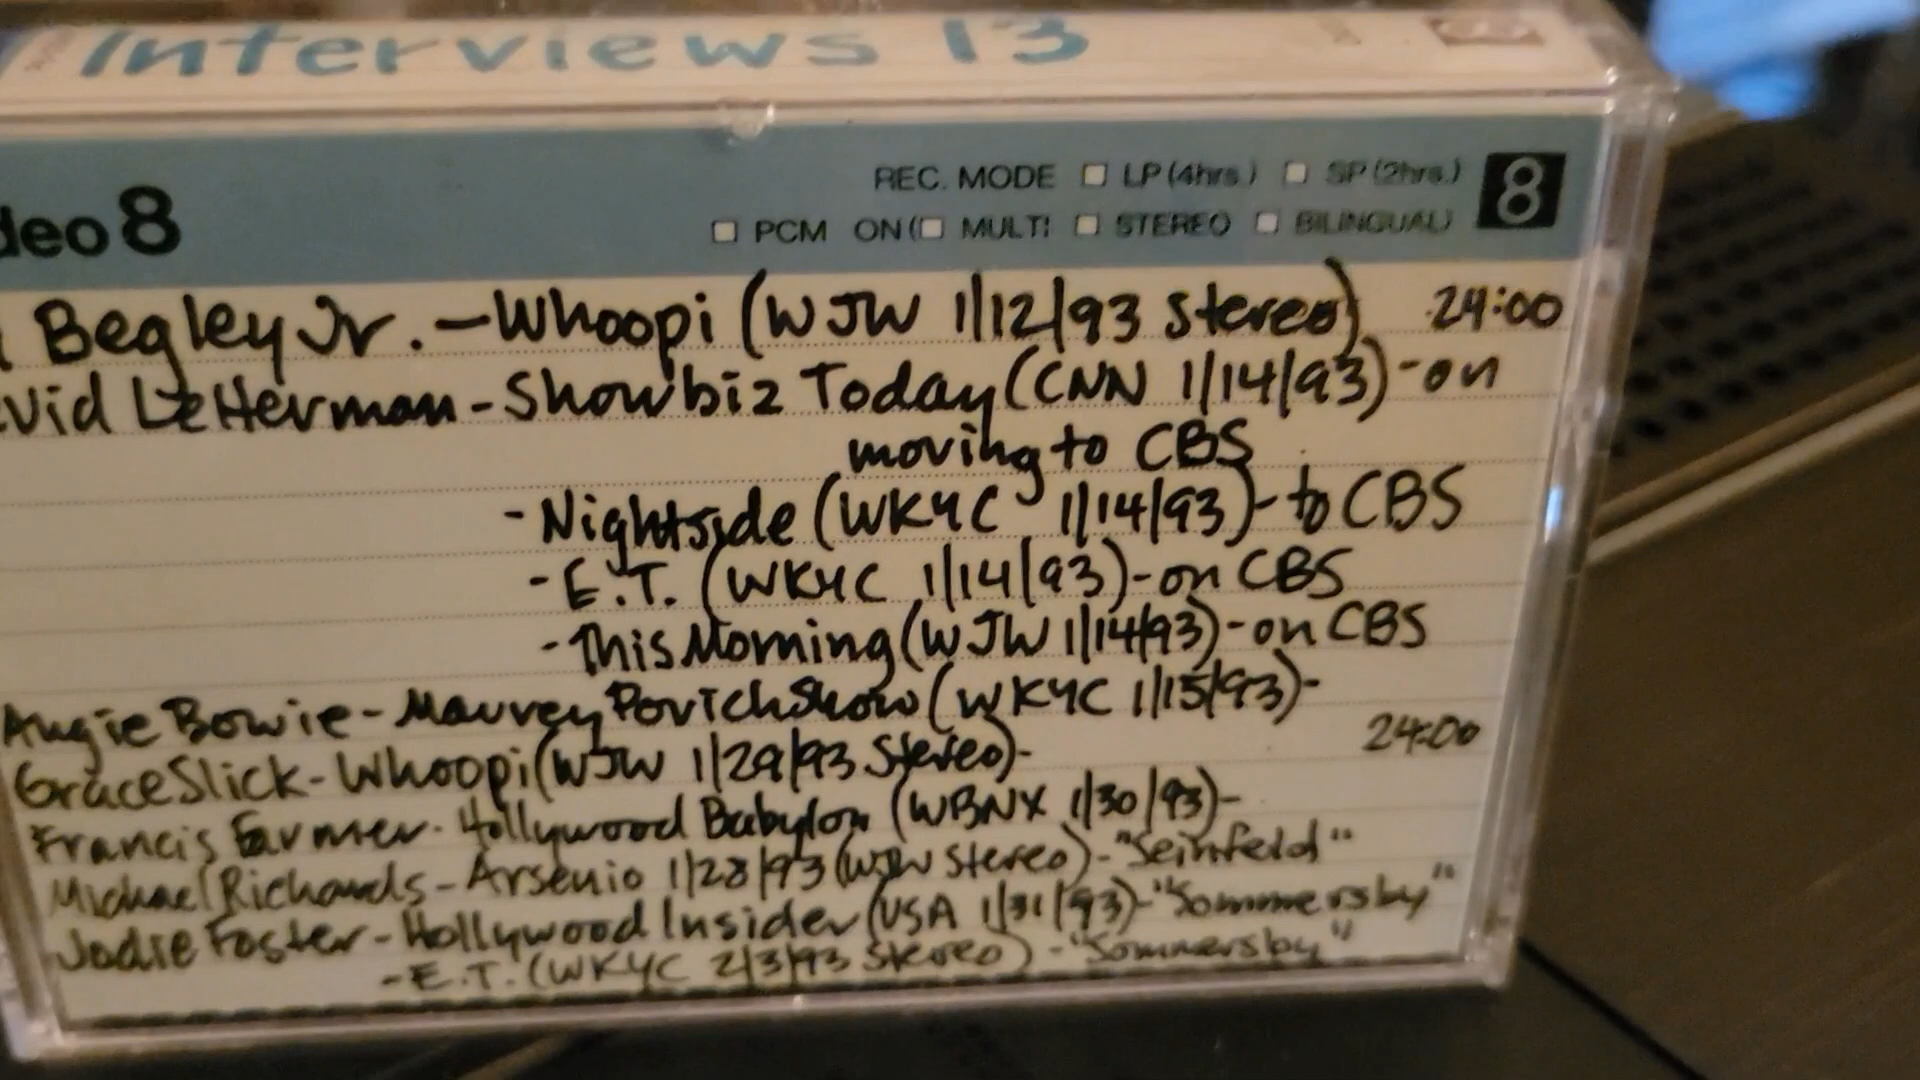 Interviews 13
deo 8
REC. MODE □ LP (4hrs.) □ SP (2hrs.) 8
□ PCM ON (□ MULTI □ STEREO □ BILINGUAL)
Begley Jr. - Whoopi (WJW 1/12/93 Stereo) 24:00
vid Letterman - Showbiz Today (CNN 1/14/93) - on
moving to CBS
- Nightside (WKYC 1/14/93) - to CBS
- E.T. (WKYC 1/14/93) - on CBS
- This Morning (WJW 1/14/93) - on CBS
Angie Bowie - Maurey Povich Show (WKYC 1/15/93) -
Grace Slick - Whoopi (WJW 1/29/93 Stereo) - 24:00
Francis Farmer - Hollywood Babylon (WBNX 1/30/93) -
Michael Richards - Arsenio 1/28/93 (WJW Stereo) - "Seinfeld"
Jodie Foster - Hollywood Insider (USA 1/31/93) - "Sommersby"
- E.T. (WKYC 2/3/93 Stereo) - "Sommersby"